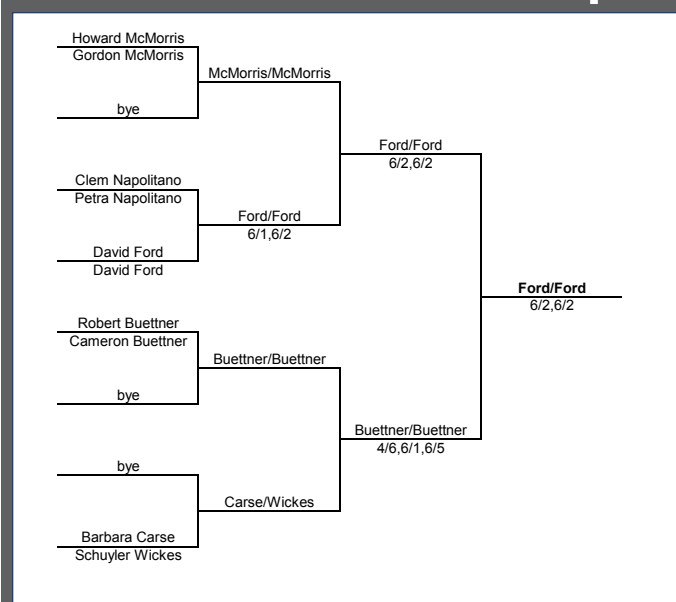 Howard McMorris
Gordon McMorris
McMorris/McMorris
bye
Ford/Ford
6/2,6/2
Clem Napolitano
Petra Napolitano
Ford/Ford
6/1,6/2
David Ford
David Ford
Ford/Ford
6/2,6/2
Robert Buettner
Cameron Buettner
Buettner/Buettner
bye
Buettner/Buettner
4/6,6/1,6/5
bye
Carse/Wickes
Barbara Carse
Schuyler Wickes